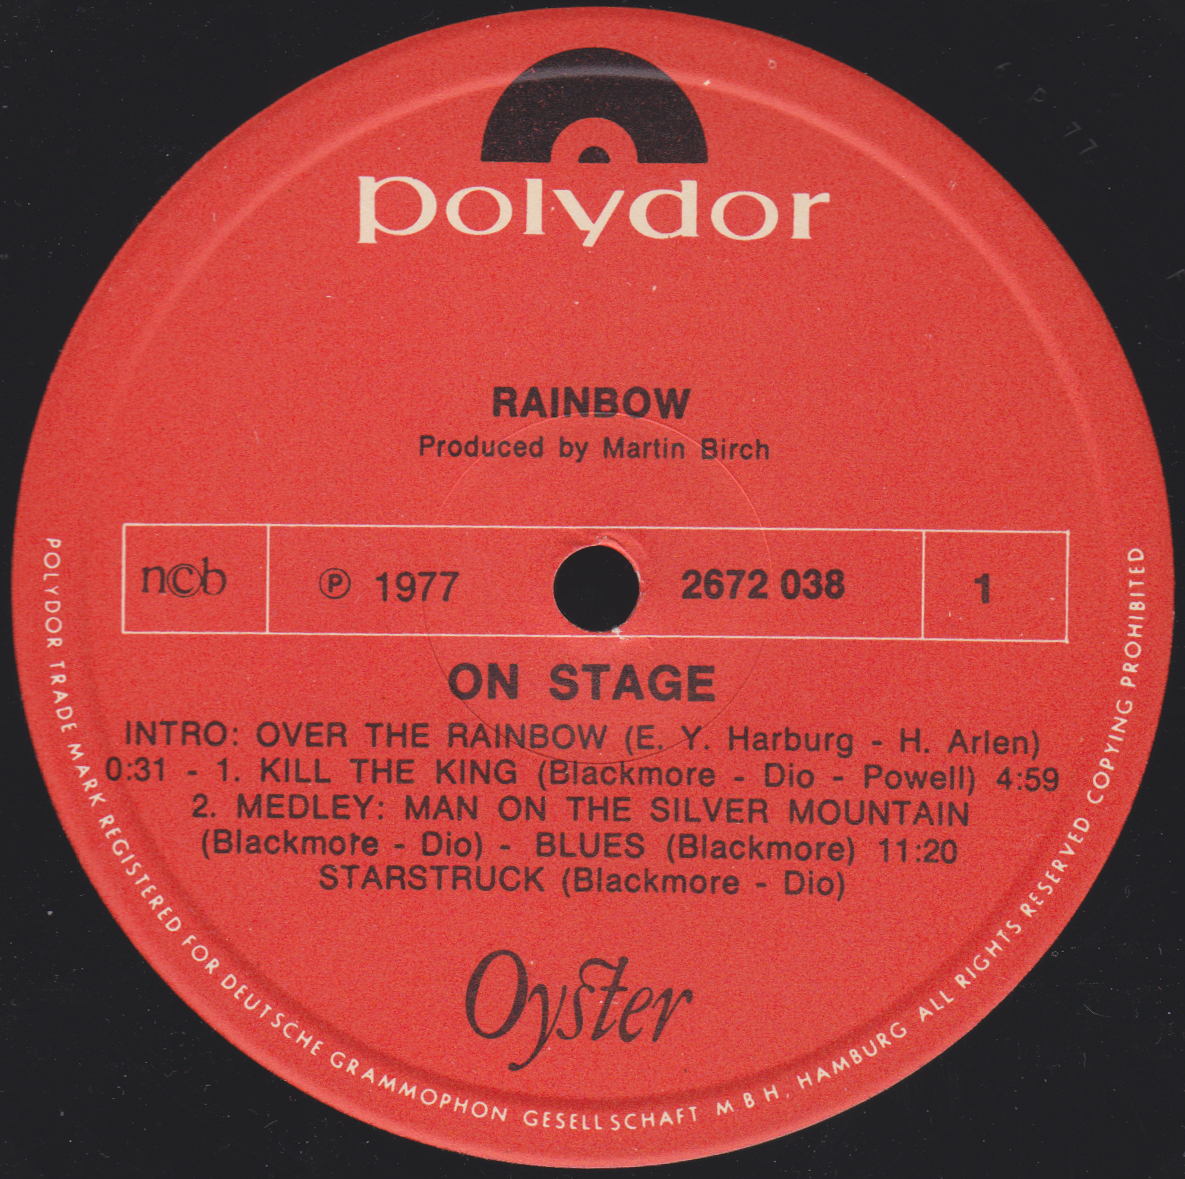 polydor
RAINBOW
Produced by Martin Birch
ncb
Ⓟ 1977
2672 038
1
ON STAGE
INTRO: OVER THE RAINBOW (E. Y. Harburg - H. Arlen)
0:31 - 1. KILL THE KING (Blackmore - Dio - Powell) 4:59
2. MEDLEY: MAN ON THE SILVER MOUNTAIN
(Blackmore - Dio) - BLUES (Blackmore) 11:20
STARSTRUCK (Blackmore - Dio)
Oyster
POLYDOR TRADE MARK REGISTERED FOR DEUTSCHE GRAMMOPHON GESELLSCHAFT MBH, HAMBURG ALL RIGHTS RESERVED COPYING PROHIBITED